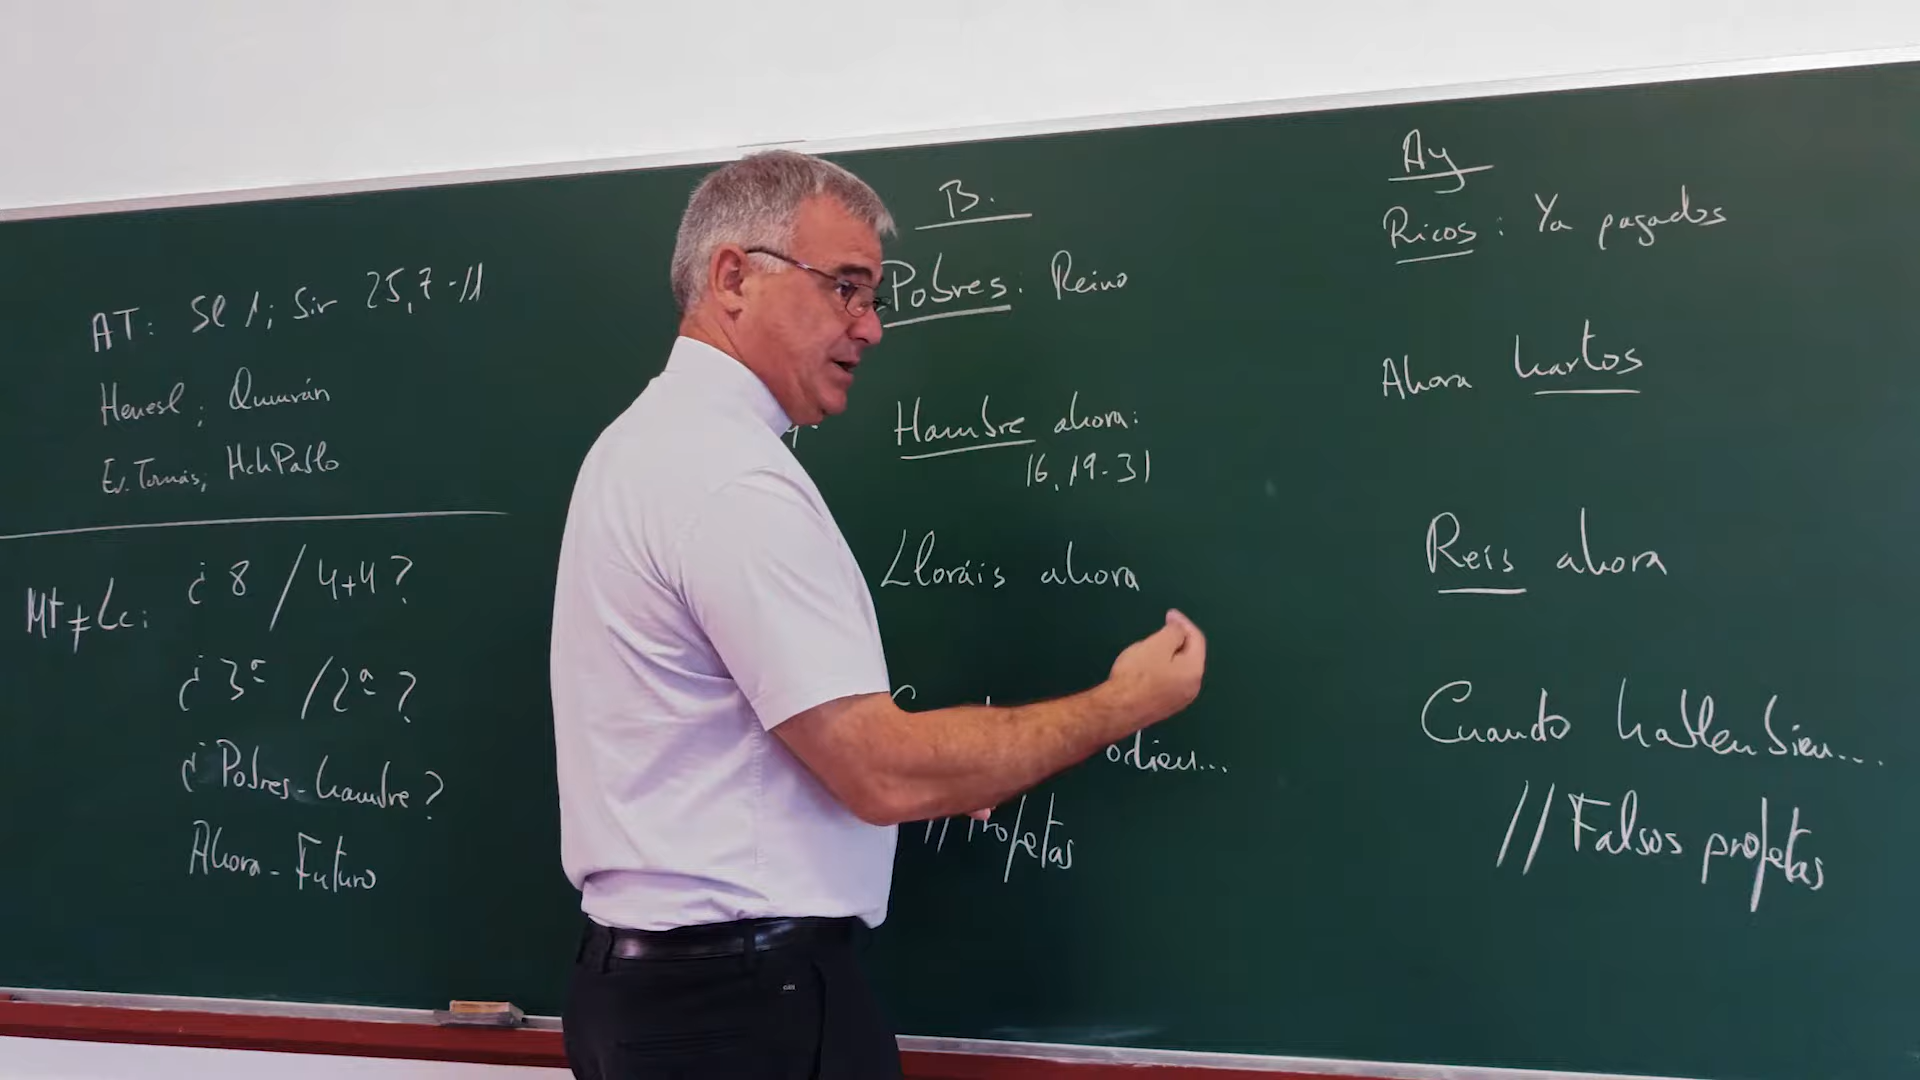 AT: Sl 1; Sir 25,7-11
Henesl; Qumrán
Ev. Tomás; HchPablo
Mt ≠ Lc: ¿8 / 4+4?
¿3ª / 2ª?
¿Pobres-hambre?
Ahora - Futuro
B.
Pobres: Reino
Hambre ahora:
16,19-31
Lloráis ahora
odien...
// Profetas
Ay
Ricos: Ya pagados
Ahora hartos
Reís ahora
Cuando hablen bien...
// Falsos profetas